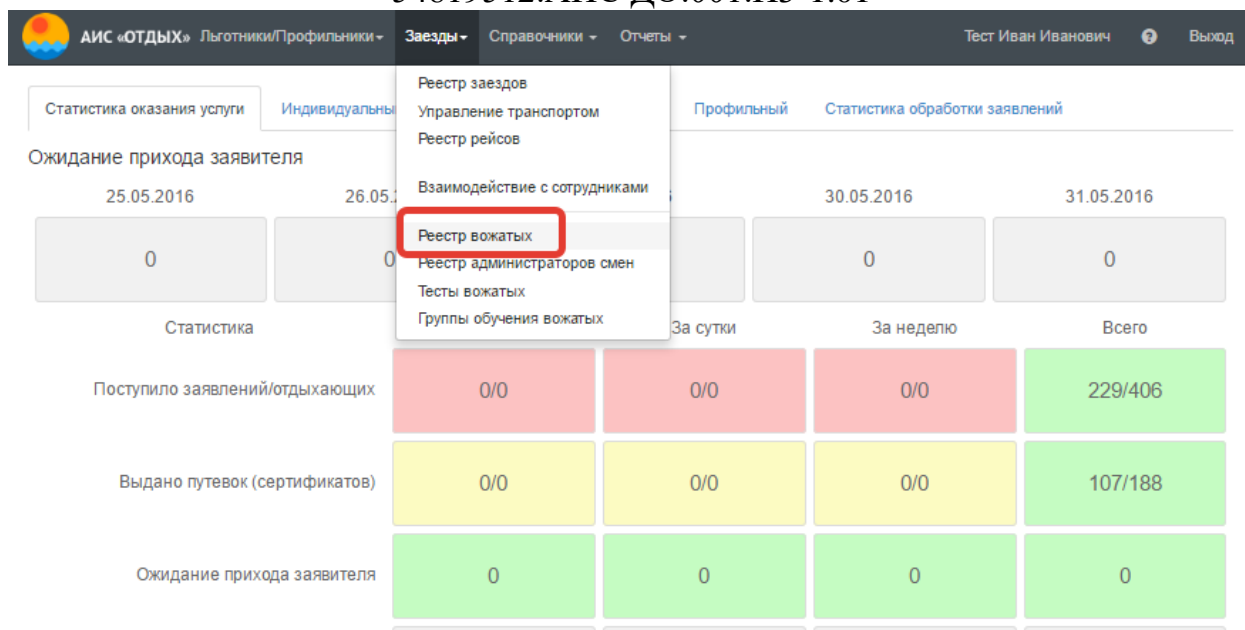 АИС «ОТДЫХ» Льготники/Профильники Заезды Справочники Отчеты Тест Иван Иванович Выход
Реестр заездов
Управление транспортом
Реестр рейсов
Взаимодействие с сотрудниками
Реестр вожатых
Реестр администраторов смен
Тесты вожатых
Группы обучения вожатых
Статистика оказания услуги Профильный Статистика обработки заявлений
Ожидание прихода заявителя
25.05.2016 26.05. 30.05.2016 31.05.2016
0 0 0 0
Статистика За сутки За неделю Всего
Поступило заявлений/отдыхающих 0/0 0/0 0/0 229/406
Выдано путевок (сертификатов) 0/0 0/0 0/0 107/188
Ожидание прихода заявителя 0 0 0 0